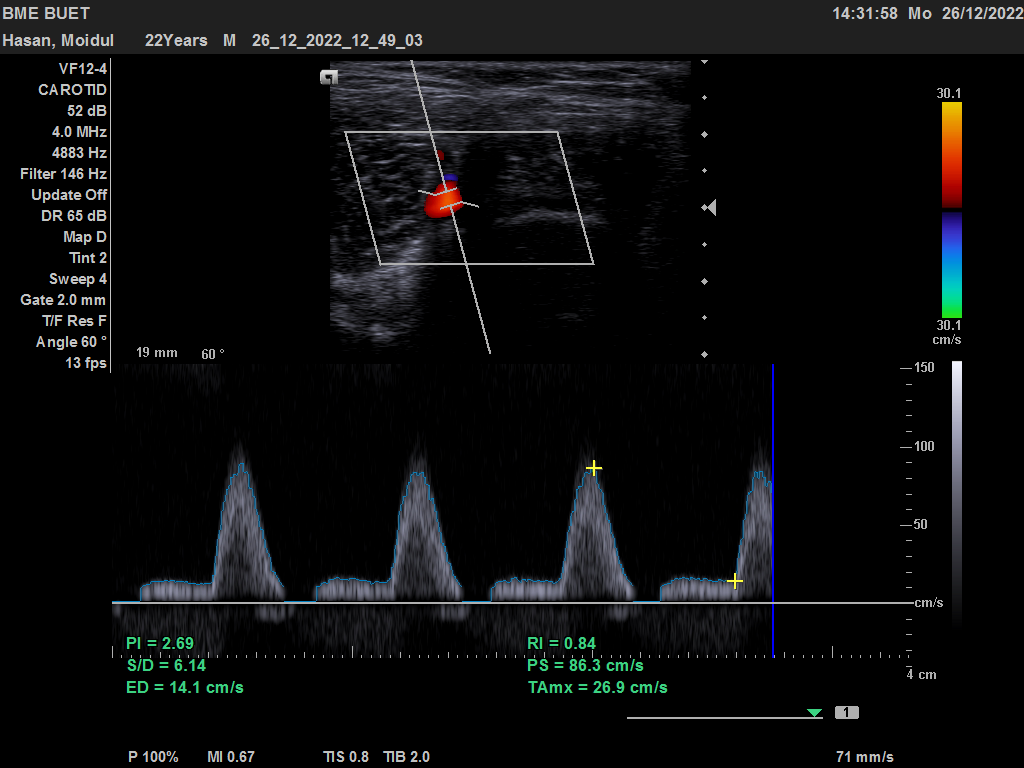 BME BUET 14:31:58 Mo 26/12/2022
Hasan, Moidul 22Years M 26_12_2022_12_49_03
VF12-4
CAROTID
52 dB
4.0 MHz
4883 Hz
Filter 146 Hz
Update Off
DR 65 dB
Map D
Tint 2
Sweep 4
Gate 2.0 mm
T/F Res F
Angle 60 °
13 fps
19 mm 60 °
30.1
30.1
cm/s
150
100
50
cm/s
4 cm
PI = 2.69
S/D = 6.14
ED = 14.1 cm/s
RI = 0.84
PS = 86.3 cm/s
TAmx = 26.9 cm/s
1
P 100% MI 0.67 TIS 0.8 TIB 2.0 71 mm/s